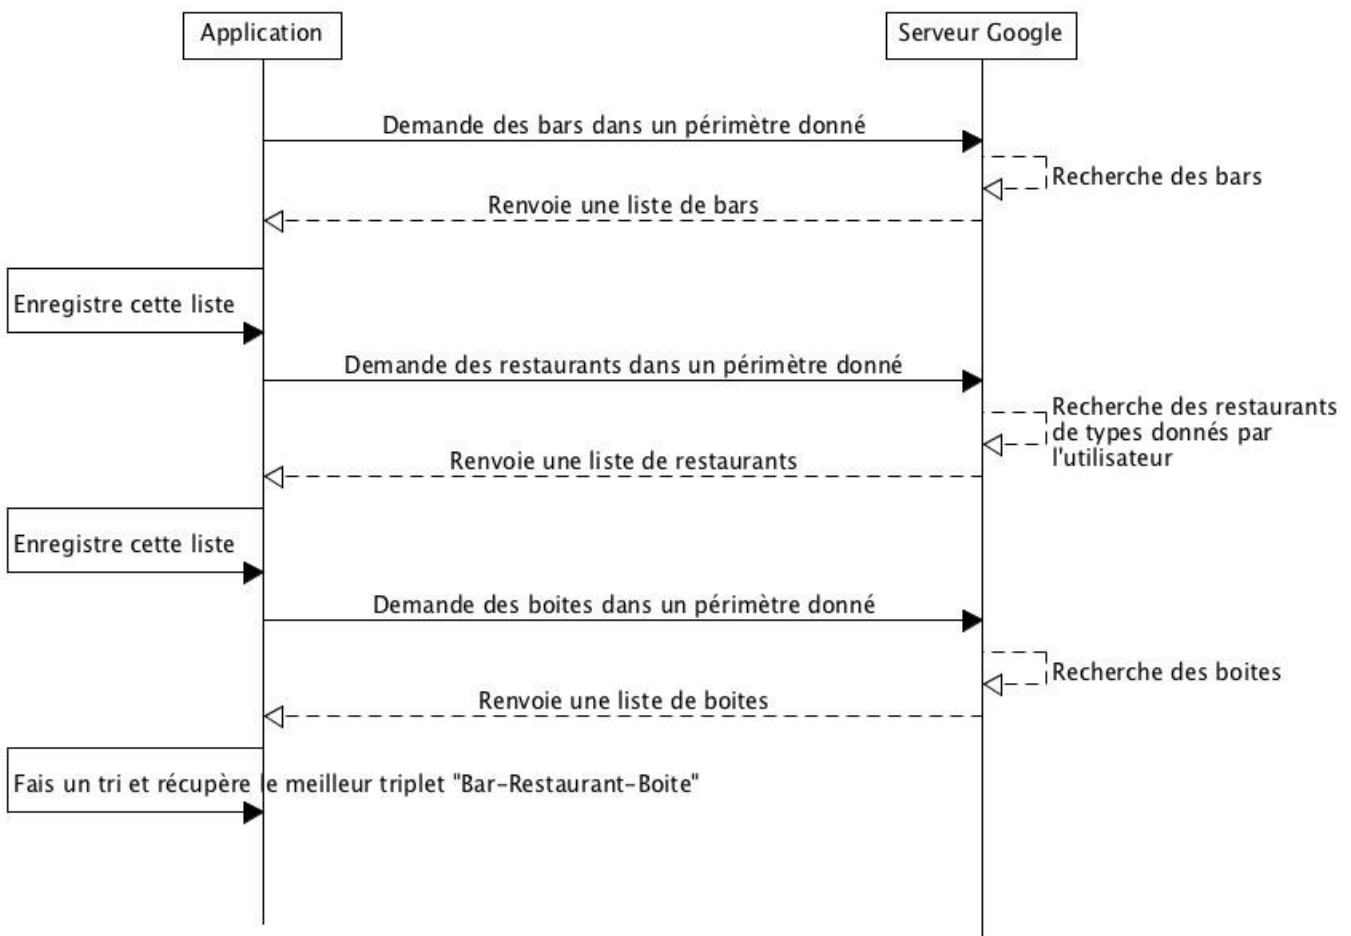 Application
Serveur Google
Demande des bars dans un périmètre donné
Recherche des bars
Renvoie une liste de bars
Enregistre cette liste
Demande des restaurants dans un périmètre donné
Recherche des restaurants
de types donnés par
l'utilisateur
Renvoie une liste de restaurants
Enregistre cette liste
Demande des boites dans un périmètre donné
Recherche des boites
Renvoie une liste de boites
Fais un tri et récupère le meilleur triplet "Bar-Restaurant-Boite"